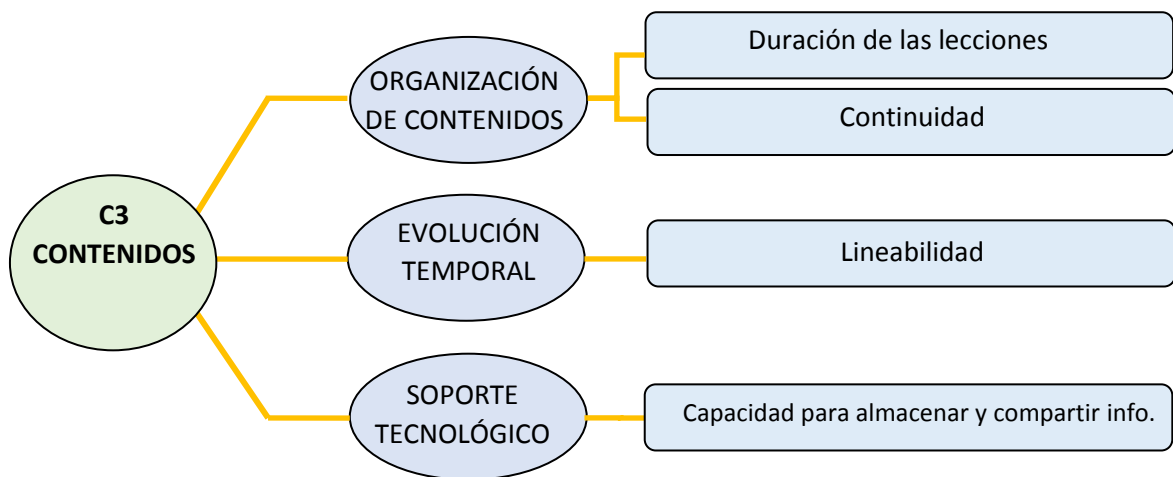 C3
CONTENIDOS
ORGANIZACIÓN
DE CONTENIDOS
Duración de las lecciones
Continuidad
EVOLUCIÓN
TEMPORAL
Lineabilidad
SOPORTE
TECNOLÓGICO
Capacidad para almacenar y compartir info.